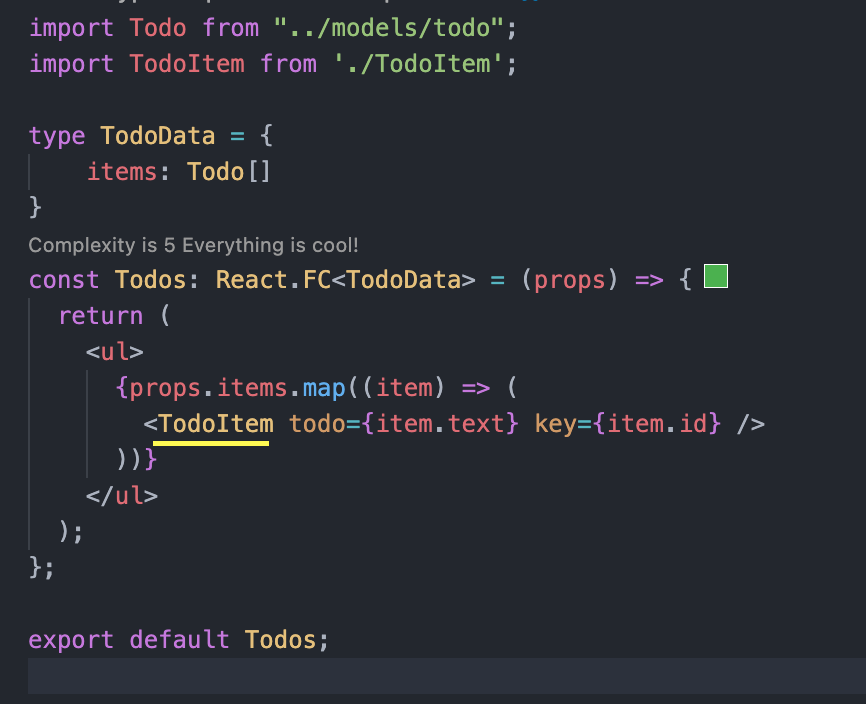 import Todo from "../models/todo";
import TodoItem from './TodoItem';
type TodoData = {
items: Todo[]
}
Complexity is 5 Everything is cool!
const Todos: React.FC<TodoData> = (props) => {
return (
<ul>
{props.items.map((item) => (
<TodoItem todo={item.text} key={item.id} />
))}
</ul>
);
};
export default Todos;